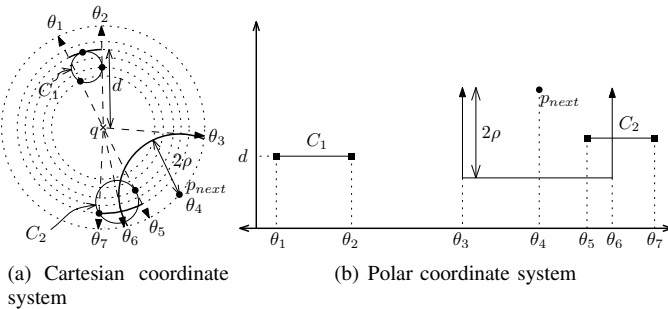 θ1
θ2
C1
d
q
θ3
2ρ
pnext
θ4
C2
θ5
θ6
θ7
(a) Cartesian coordinate
system
pnext
2ρ
C2
C1
d
θ1
θ2
θ3
θ4
θ5
θ6
θ7
(b) Polar coordinate system